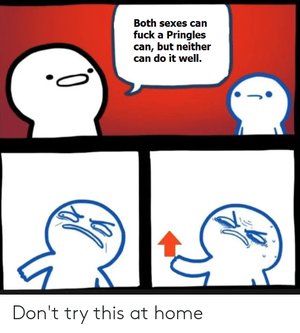 Both sexes can
fuck a Pringles
can, but neither
can do it well.
Don't try this at home